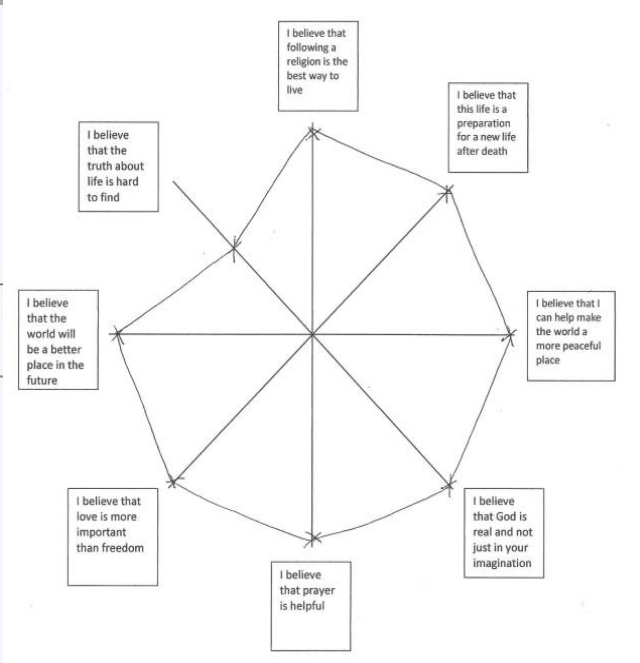 I believe that
following a
religion is the
best way to
live
I believe that
this life is a
preparation
for a new life
after death
I believe
that the
truth about
life is hard
to find
I believe
that the
world will
be a better
place in the
future
I believe that I
can help make
the world a
more peaceful
place
I believe that
love is more
important
than freedom
I believe
that God is
real and not
just in your
imagination
I believe
that prayer
is helpful